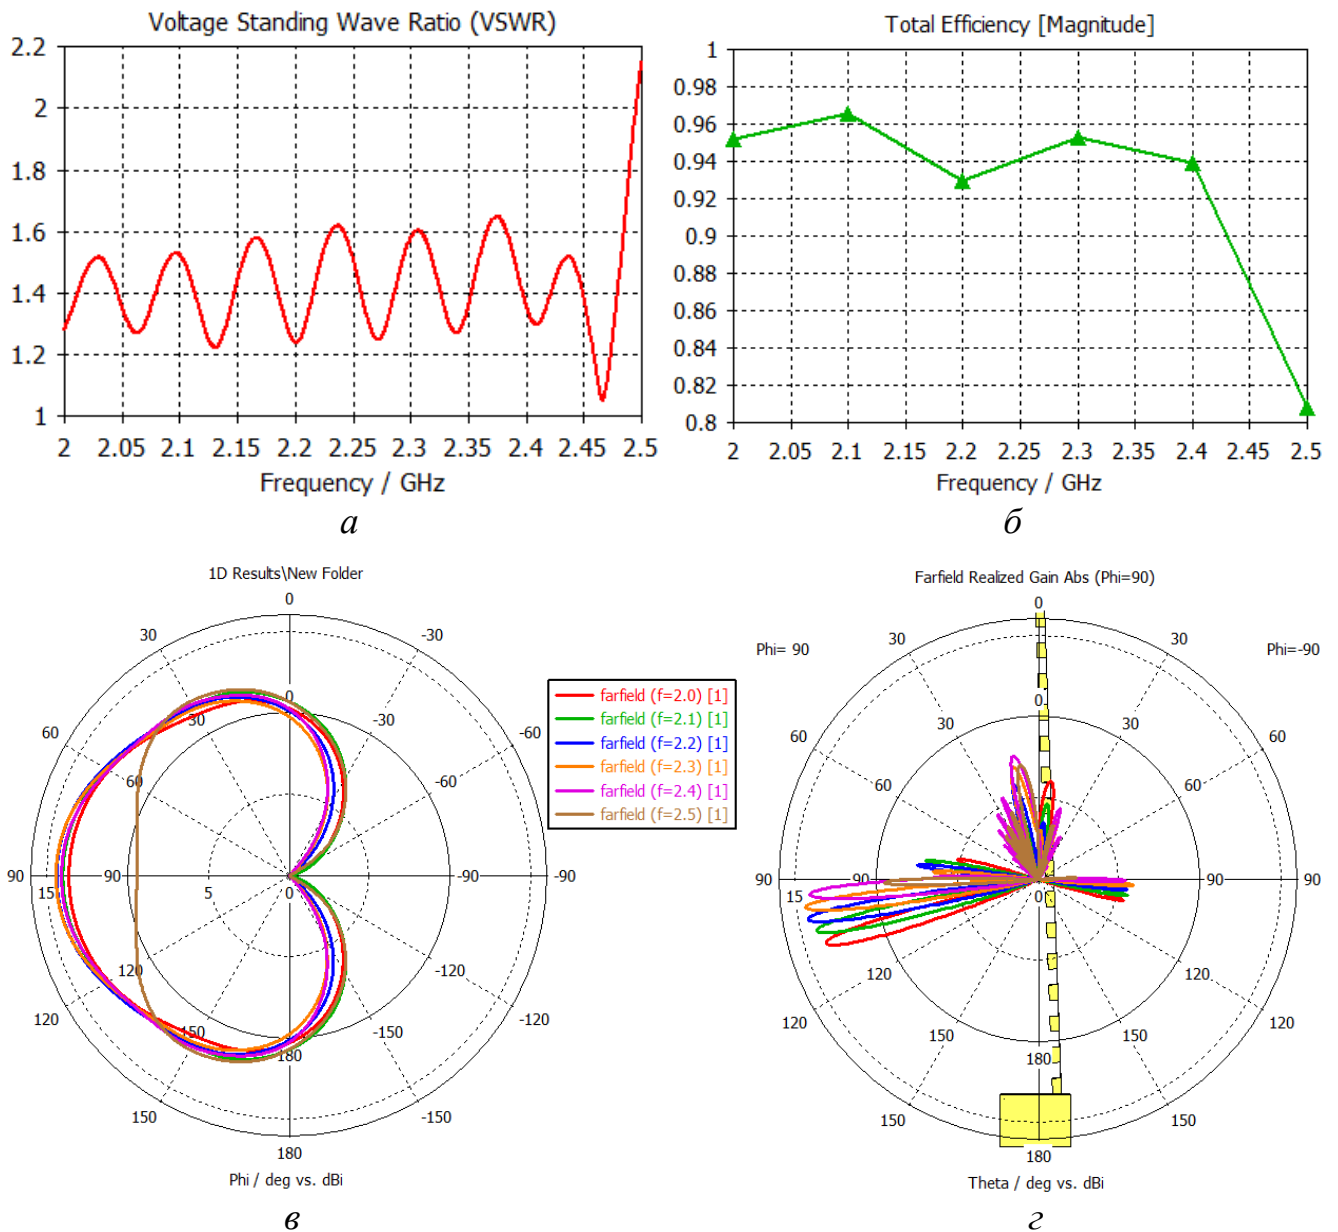 Voltage Standing Wave Ratio (VSWR)
2.2
2
1.8
1.6
1.4
1.2
1
2 2.05 2.1 2.15 2.2 2.25 2.3 2.35 2.4 2.45 2.5
Frequency / GHz
а
Total Efficiency [Magnitude]
1
0.98
0.96
0.94
0.92
0.9
0.88
0.86
0.84
0.82
0.8
2 2.05 2.1 2.15 2.2 2.25 2.3 2.35 2.4 2.45 2.5
Frequency / GHz
б
1D Results\New Folder
0
30 -30
0
30 -30
60 -60
60 -60
90 15 90 5 0 -90 -90
120 -120
120 -120
150 -150
180
150 -150
180
Phi / deg vs. dBi
в
farfield (f=2.0) [1]
farfield (f=2.1) [1]
farfield (f=2.2) [1]
farfield (f=2.3) [1]
farfield (f=2.4) [1]
farfield (f=2.5) [1]
Farfield Realized Gain Abs (Phi=90)
0
30 30
Phi= 90 Phi=-90
0
30 30
60 60
60 60
90 15 90 0 90 90
120 120
120 120
150 150
180
150 150
180
Theta / deg vs. dBi
г